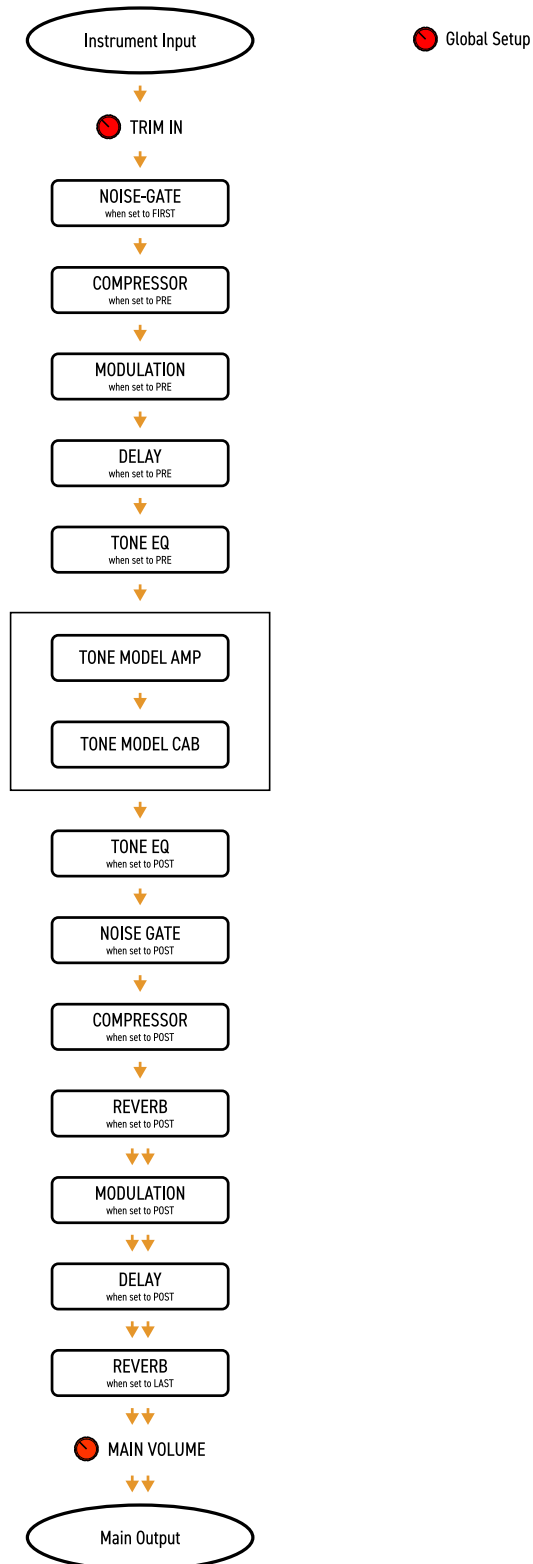 Instrument Input
Global Setup
TRIM IN
NOISE-GATE
when set to FIRST
COMPRESSOR
when set to PRE
MODULATION
when set to PRE
DELAY
when set to PRE
TONE EQ
when set to PRE
TONE MODEL AMP
TONE MODEL CAB
TONE EQ
when set to POST
NOISE GATE
when set to POST
COMPRESSOR
when set to POST
REVERB
when set to POST
MODULATION
when set to POST
DELAY
when set to POST
REVERB
when set to LAST
MAIN VOLUME
Main Output